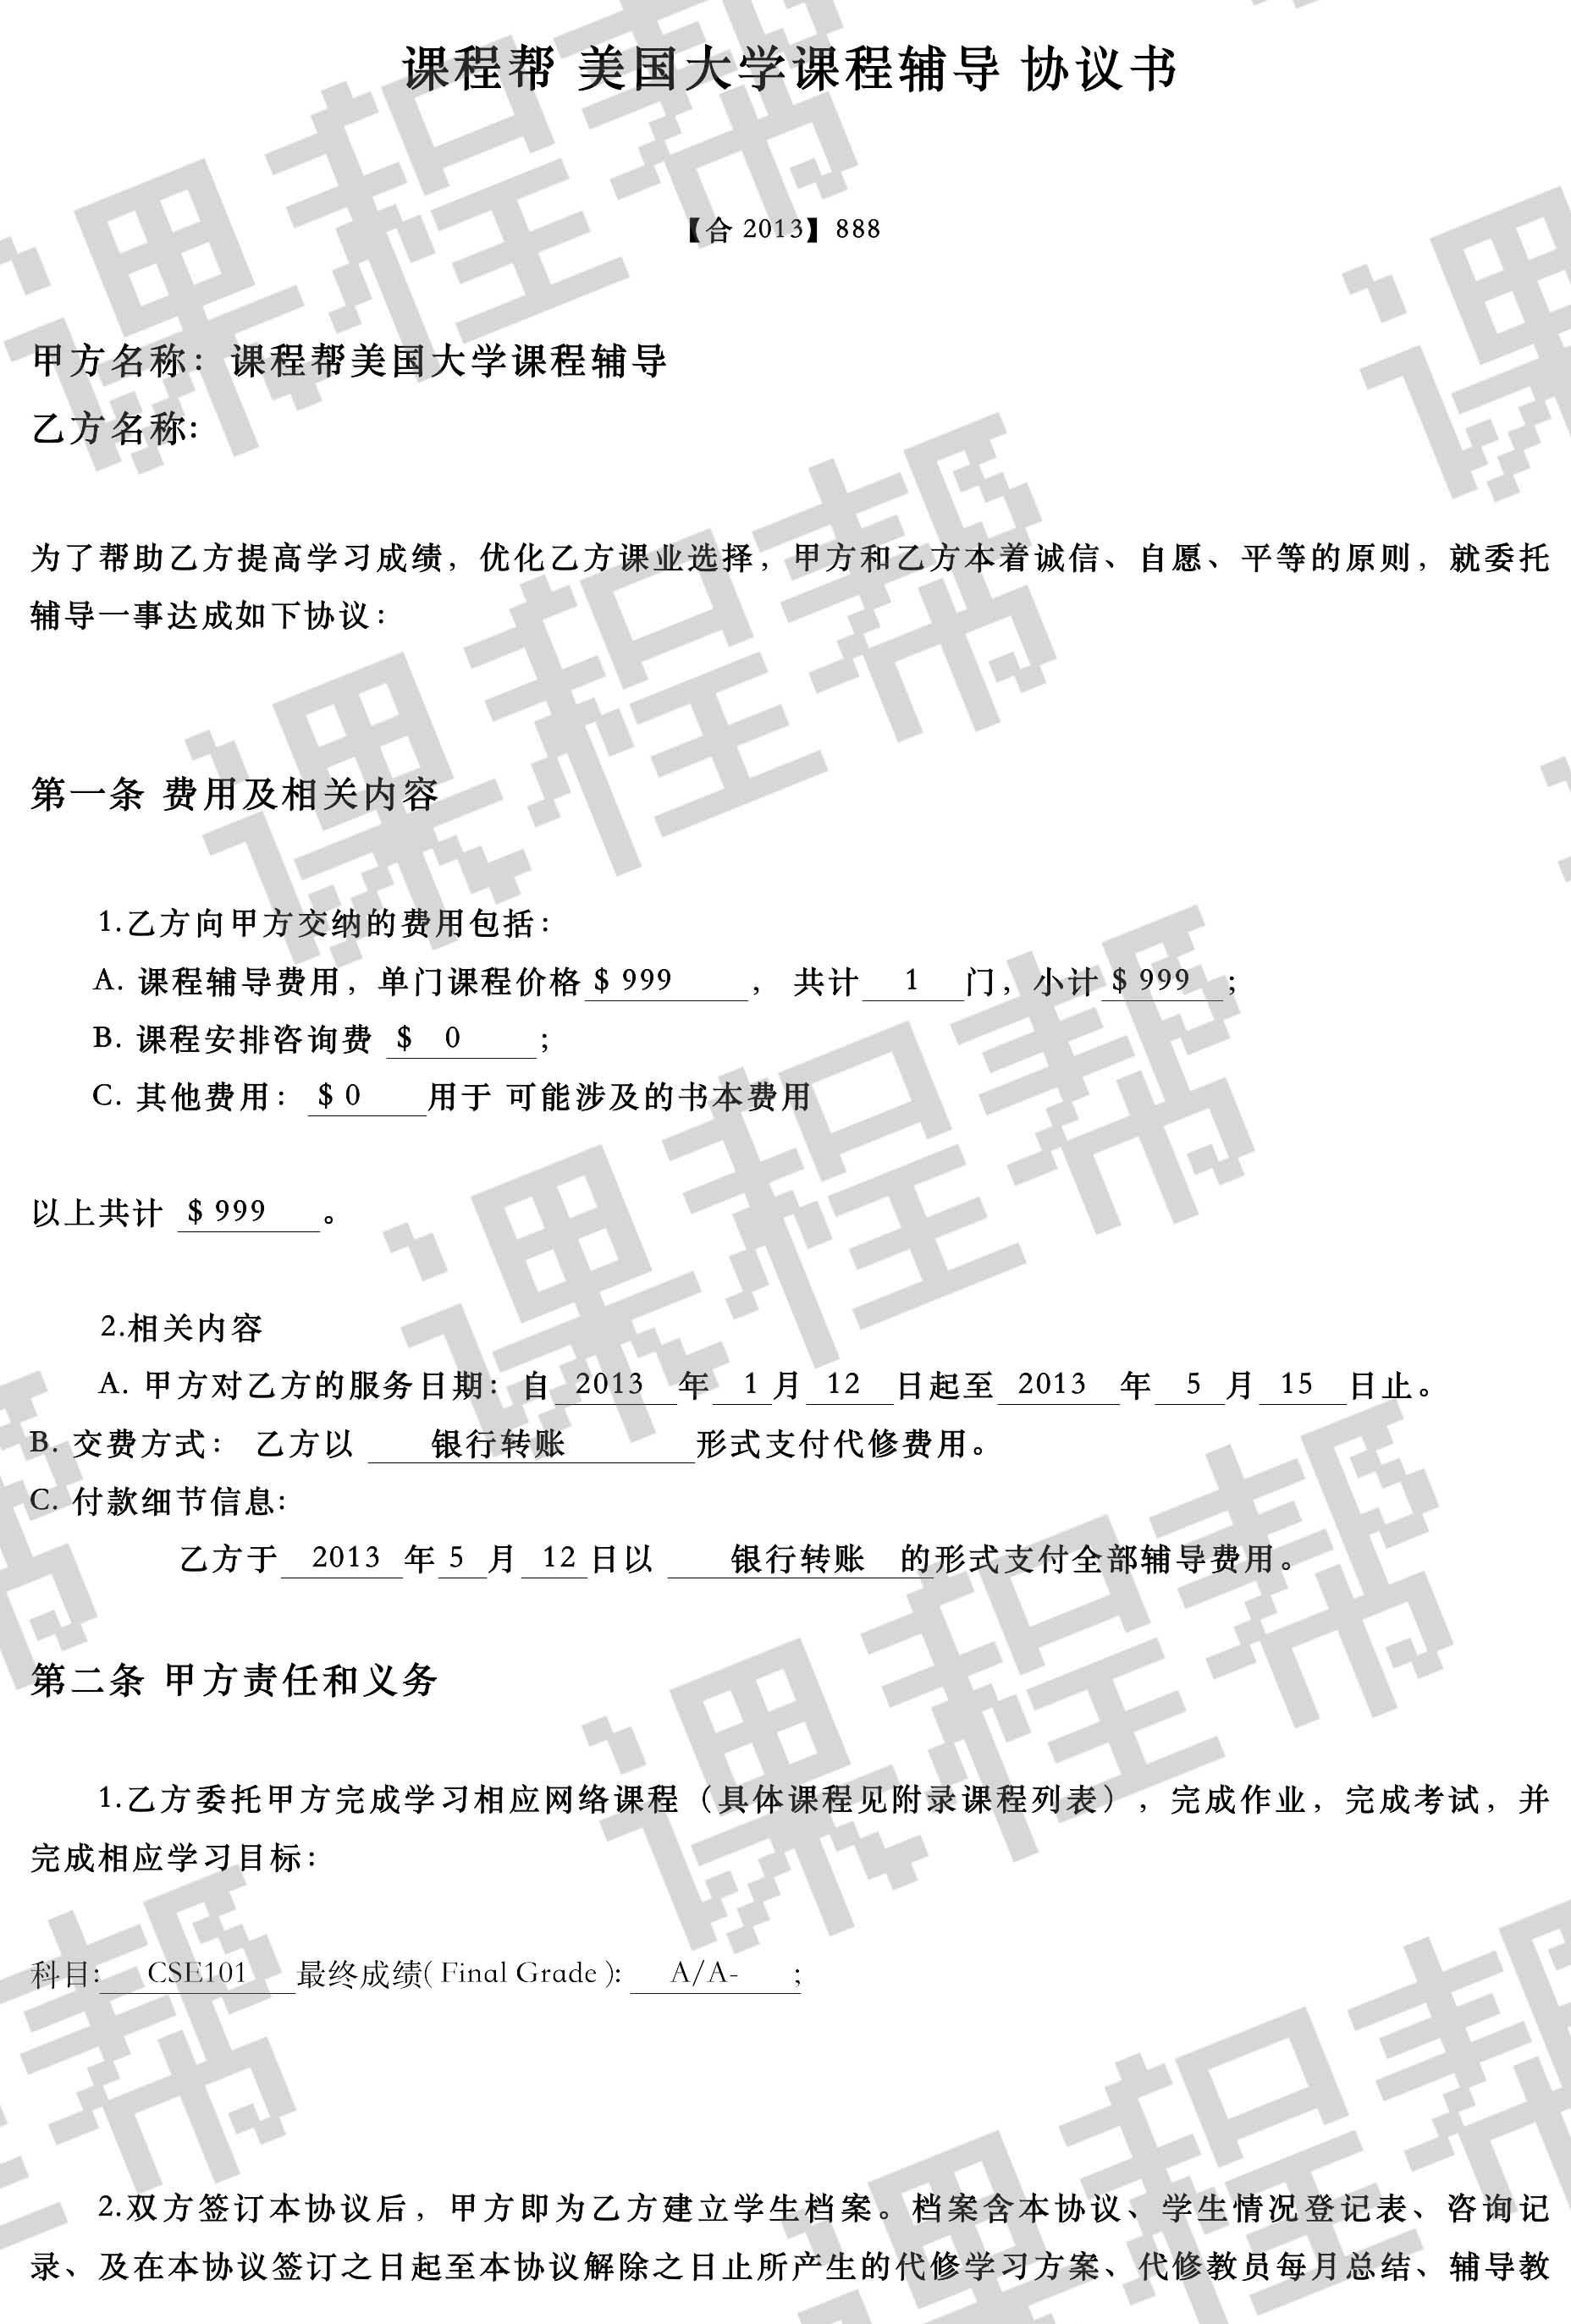 课程帮 美国大学课程辅导 协议书
【合 2013】888
甲方名称: 课程帮美国大学课程辅导
乙方名称:
为了帮助乙方提高学习成绩, 优化乙方课业选择, 甲方和乙方本着诚信、自愿、平等的原则, 就委托
辅导一事达成如下协议:
第一条 费用及相关内容
1.乙方向甲方交纳的费用包括:
A. 课程辅导费用, 单门课程价格 $ 999 , 共计 1 门, 小计 $ 999 ;
B. 课程安排咨询费 $ 0 ;
C. 其他费用: $ 0 用于 可能涉及的书本费用
以上共计 $ 999 。
2.相关内容
A. 甲方对乙方的服务日期: 自 2013 年 1 月 12 日起至 2013 年 5 月 15 日止。
B. 交费方式: 乙方以 银行转账 形式支付代修费用。
C. 付款细节信息:
乙方于 2013 年 5 月 12 日以 银行转账 的形式支付全部辅导费用。
第二条 甲方责任和义务
1.乙方委托甲方完成学习相应网络课程（具体课程见附录课程列表）, 完成作业, 完成考试, 并
完成相应学习目标:
科目: CSE101 最终成绩( Final Grade ): A/A- ;
2.双方签订本协议后, 甲方即为乙方建立学生档案。档案含本协议、学生情况登记表、咨询记
录、及在本协议签订之日起至本协议解除之日止所产生的代修学习方案、代修教员每月总结、辅导教
课程帮
课程帮
课程帮
课程帮
课程帮